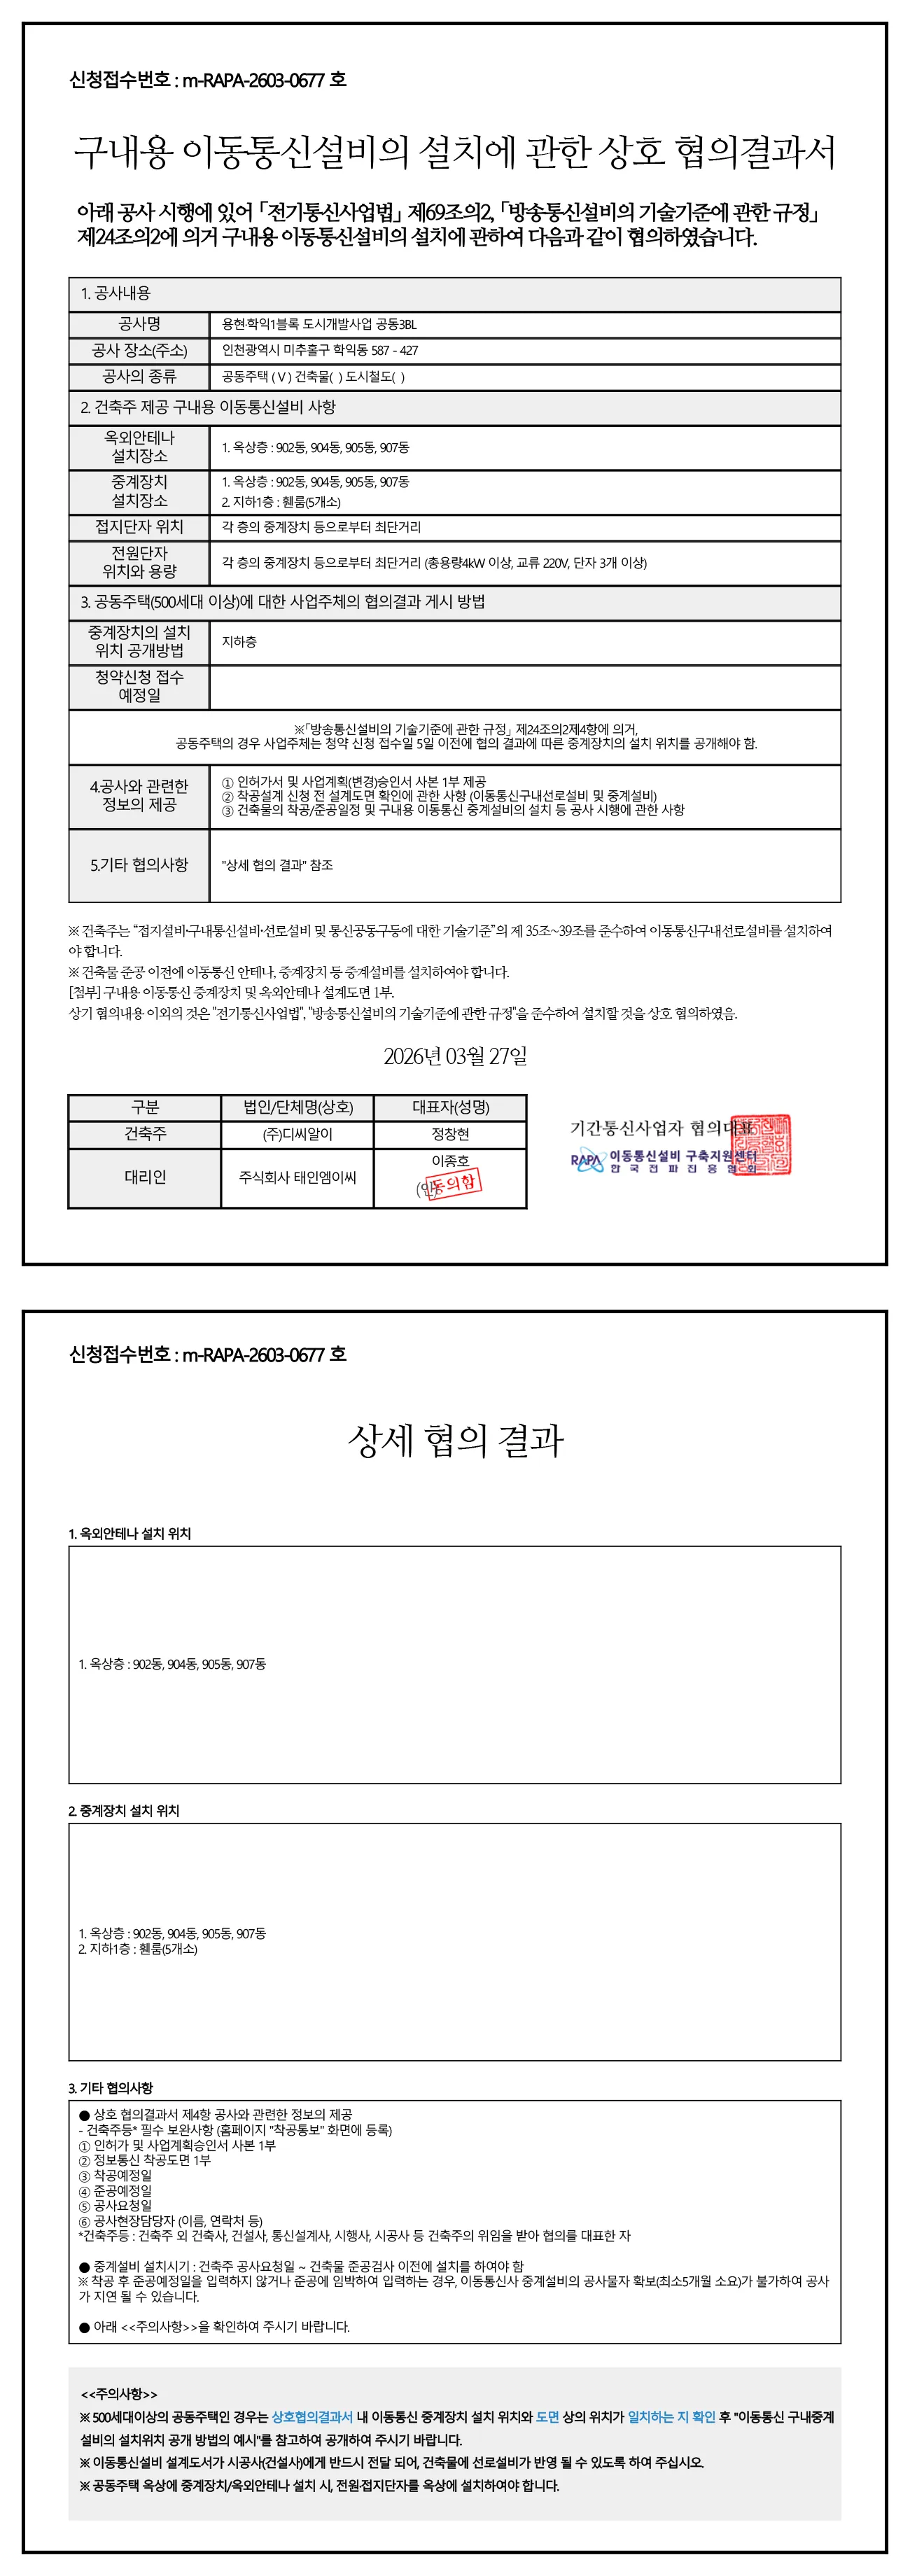 신청접수번호 : m-RAPA-2603-0677 호
구내용 이동통신설비의 설치에 관한 상호 협의결과서
아래 공사 시행에 있어 「전기통신사업법」 제69조의2, 「방송통신설비의 기술기준에 관한 규정」
제24조의2에 의거 구내용 이동통신설비의 설치에 관하여 다음과 같이 협의하였습니다.
1. 공사내용
공사명 용현·학익1블록 도시개발사업 공동3BL
공사 장소(주소) 인천광역시 미추홀구 학익동 587 - 427
공사의 종류 공동주택 ( V ) 건축물( ) 도시철도( )
2. 건축주 제공 구내용 이동통신설비 사항
옥외안테나
설치장소
1. 옥상층 : 902동, 904동, 905동, 907동
중계장치
설치장소
1. 옥상층 : 902동, 904동, 905동, 907동
2. 지하1층 : 휀룸(5개소)
접지단자 위치 각 층의 중계장치 등으로부터 최단거리
전원단자
위치와 용량
각 층의 중계장치 등으로부터 최단거리 (총용량4kW 이상, 교류 220V, 단자 3개 이상)
3. 공동주택(500세대 이상)에 대한 사업주체의 협의결과 게시 방법
중계장치의 설치
위치 공개방법
지하층
청약신청 접수
예정일
※「방송통신설비의 기술기준에 관한 규정」 제24조의2제4항에 의거,
공동주택의 경우 사업주체는 청약 신청 접수일 5일 이전에 협의 결과에 따른 중계장치의 설치 위치를 공개해야 함.
4.공사와 관련한
정보의 제공
① 인허가서 및 사업계획(변경)승인서 사본 1부 제공
② 착공설계 신청 전 설계도면 확인에 관한 사항 (이동통신구내선로설비 및 중계설비)
③ 건축물의 착공/준공일정 및 구내용 이동통신 중계설비의 설치 등 공사 시행에 관한 사항
5.기타 협의사항 "상세 협의 결과" 참조
※ 건축주는 “접지설비·구내통신설비·선로설비 및 통신공동구등에 대한 기술기준”의 제 35조~39조를 준수하여 이동통신구내선로설비를 설치하여
야 합니다.
※ 건축물 준공 이전에 이동통신 안테나, 중계장치 등 중계설비를 설치하여야 합니다.
[첨부] 구내용 이동통신 중계장치 및 옥외안테나 설계도면 1부.
상기 협의내용 이외의 것은 "전기통신사업법", "방송통신설비의 기술기준에 관한 규정"을 준수하여 설치할 것을 상호 협의하였음.
2026년 03월 27일
구분 법인/단체명(상호) 대표자(성명)
건축주 (주)디씨알이 정창현
대리인 주식회사 태인엠이씨 이종호
(인) 동의함
기간통신사업자 협의대표
RAPA 이동통신설비 구축지원센터
한국전파진흥협회
신청접수번호 : m-RAPA-2603-0677 호
상세 협의 결과
1. 옥외안테나 설치 위치
1. 옥상층 : 902동, 904동, 905동, 907동
2. 중계장치 설치 위치
1. 옥상층 : 902동, 904동, 905동, 907동
2. 지하1층 : 휀룸(5개소)
3. 기타 협의사항
● 상호 협의결과서 제4항 공사와 관련한 정보의 제공
- 건축주등* 필수 보완사항 (홈페이지 "착공통보" 화면에 등록)
① 인허가 및 사업계획승인서 사본 1부
② 정보통신 착공도면 1부
③ 착공예정일
④ 준공예정일
⑤ 공사요청일
⑥ 공사현장담당자 (이름, 연락처 등)
*건축주등 : 건축주 외 건축사, 건설사, 통신설계사, 시행사, 시공사 등 건축주의 위임을 받아 협의를 대표한 자
● 중계설비 설치시기 : 건축주 공사요청일 ~ 건축물 준공검사 이전에 설치를 하여야 함
※ 착공 후 준공예정일을 입력하지 않거나 준공에 임박하여 입력하는 경우, 이동통신사 중계설비의 공사물자 확보(최소5개월 소요)가 불가하여 공사
가 지연 될 수 있습니다.
● 아래 <<주의사항>>을 확인하여 주시기 바랍니다.
<<주의사항>>
※ 500세대이상의 공동주택인 경우는 상호협의결과서 내 이동통신 중계장치 설치 위치와 도면 상의 위치가 일치하는 지 확인 후 "이동통신 구내중계
설비의 설치위치 공개 방법의 예시"를 참고하여 공개하여 주시기 바랍니다.
※ 이동통신설비 설계도서가 시공사(건설사)에게 반드시 전달 되어, 건축물에 선로설비가 반영 될 수 있도록 하여 주십시오.
※ 공동주택 옥상에 중계장치/옥외안테나 설치 시, 전원접지단자를 옥상에 설치하여야 합니다.